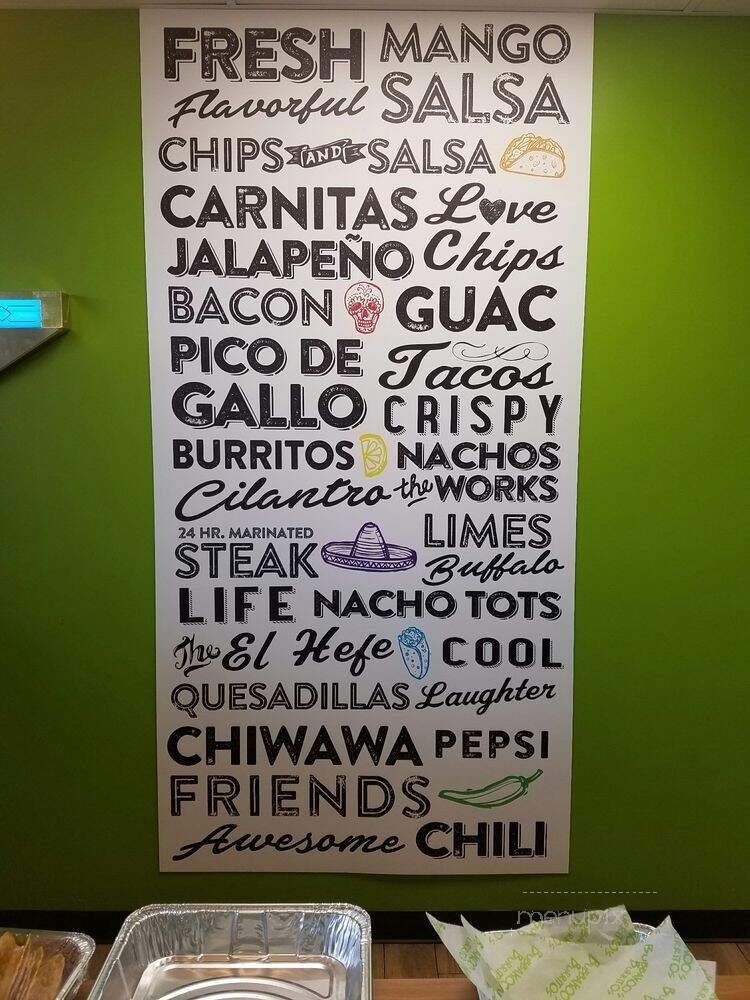 FRESH MANGO
Flavorful SALSA
CHIPS AND SALSA
CARNITAS Love
JALAPEÑO Chips
BACON GUAC
PICO DE Tacos
GALLO CRISPY
BURRITOS NACHOS
Cilantro the WORKS
24 HR. MARINATED LIMES
STEAK Buffalo
LIFE NACHO TOTS
The El Hefe COOL
QUESADILLAS Laughter
CHIWAWA PEPSI
FRIENDS
Awesome CHILI
menupix